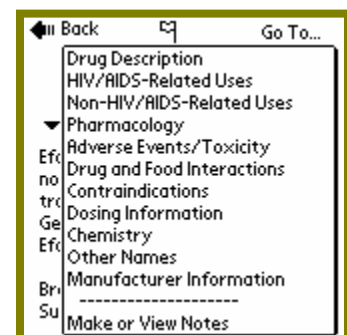 Back Go To...
Drug Description
HIV/AIDS-Related Uses
Non-HIV/AIDS-Related Uses
Pharmacology
Adverse Events/Toxicity
Drug and Food Interactions
Contraindications
Dosing Information
Chemistry
Other Names
Manufacturer Information
--------------------
Make or View Notes